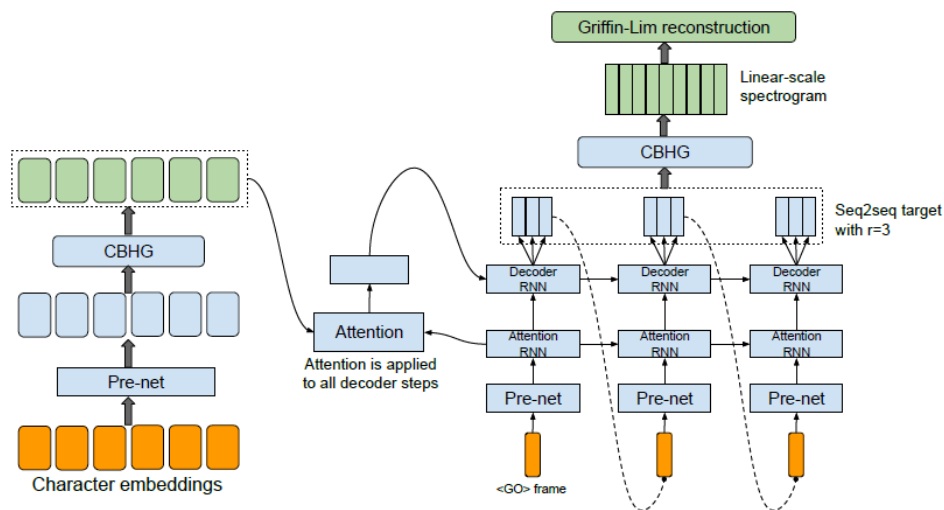 Griffin-Lim reconstruction
Linear-scale
spectrogram
CBHG
Seq2seq target
with r=3
CBHG
Decoder
RNN
Decoder
RNN
Decoder
RNN
Attention
Attention
RNN
Attention
RNN
Attention
RNN
Attention is applied
to all decoder steps
Pre-net
Pre-net
Pre-net
Pre-net
<GO> frame
Character embeddings